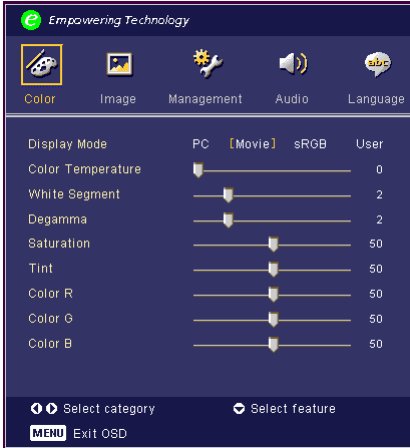 e Empowering Technology
Color Image Management Audio abc Language
Display Mode PC [Movie] sRGB User
Color Temperature 0
White Segment 2
Degamma 2
Saturation 50
Tint 50
Color R 50
Color G 50
Color B 50
Select category Select feature
MENU Exit OSD